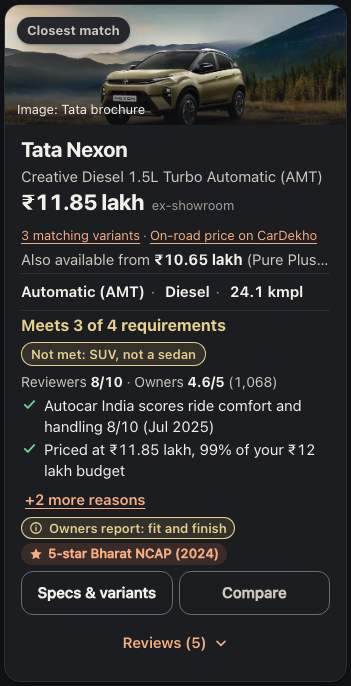 Closest match
Image: Tata brochure
Tata Nexon
Creative Diesel 1.5L Turbo Automatic (AMT)
₹11.85 lakh ex-showroom
3 matching variants · On-road price on CarDekho
Also available from ₹10.65 lakh (Pure Plus...
Automatic (AMT) · Diesel · 24.1 kmpl
Meets 3 of 4 requirements
Not met: SUV, not a sedan
Reviewers 8/10 · Owners 4.6/5 (1,068)
Autocar India scores ride comfort and
handling 8/10 (Jul 2025)
Priced at ₹11.85 lakh, 99% of your ₹12
lakh budget
+2 more reasons
Owners report: fit and finish
5-star Bharat NCAP (2024)
Specs & variants
Compare
Reviews (5)